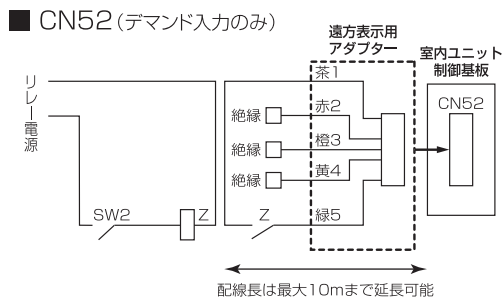 ■ CN52（デマンド入力のみ）
遠方表示用
アダプター
室内ユニット
制御基板
リレー電源
茶1
赤2
絶縁
橙3
絶縁
黄4
絶縁
緑5
CN52
SW2
Z
Z
配線長は最大10mまで延長可能